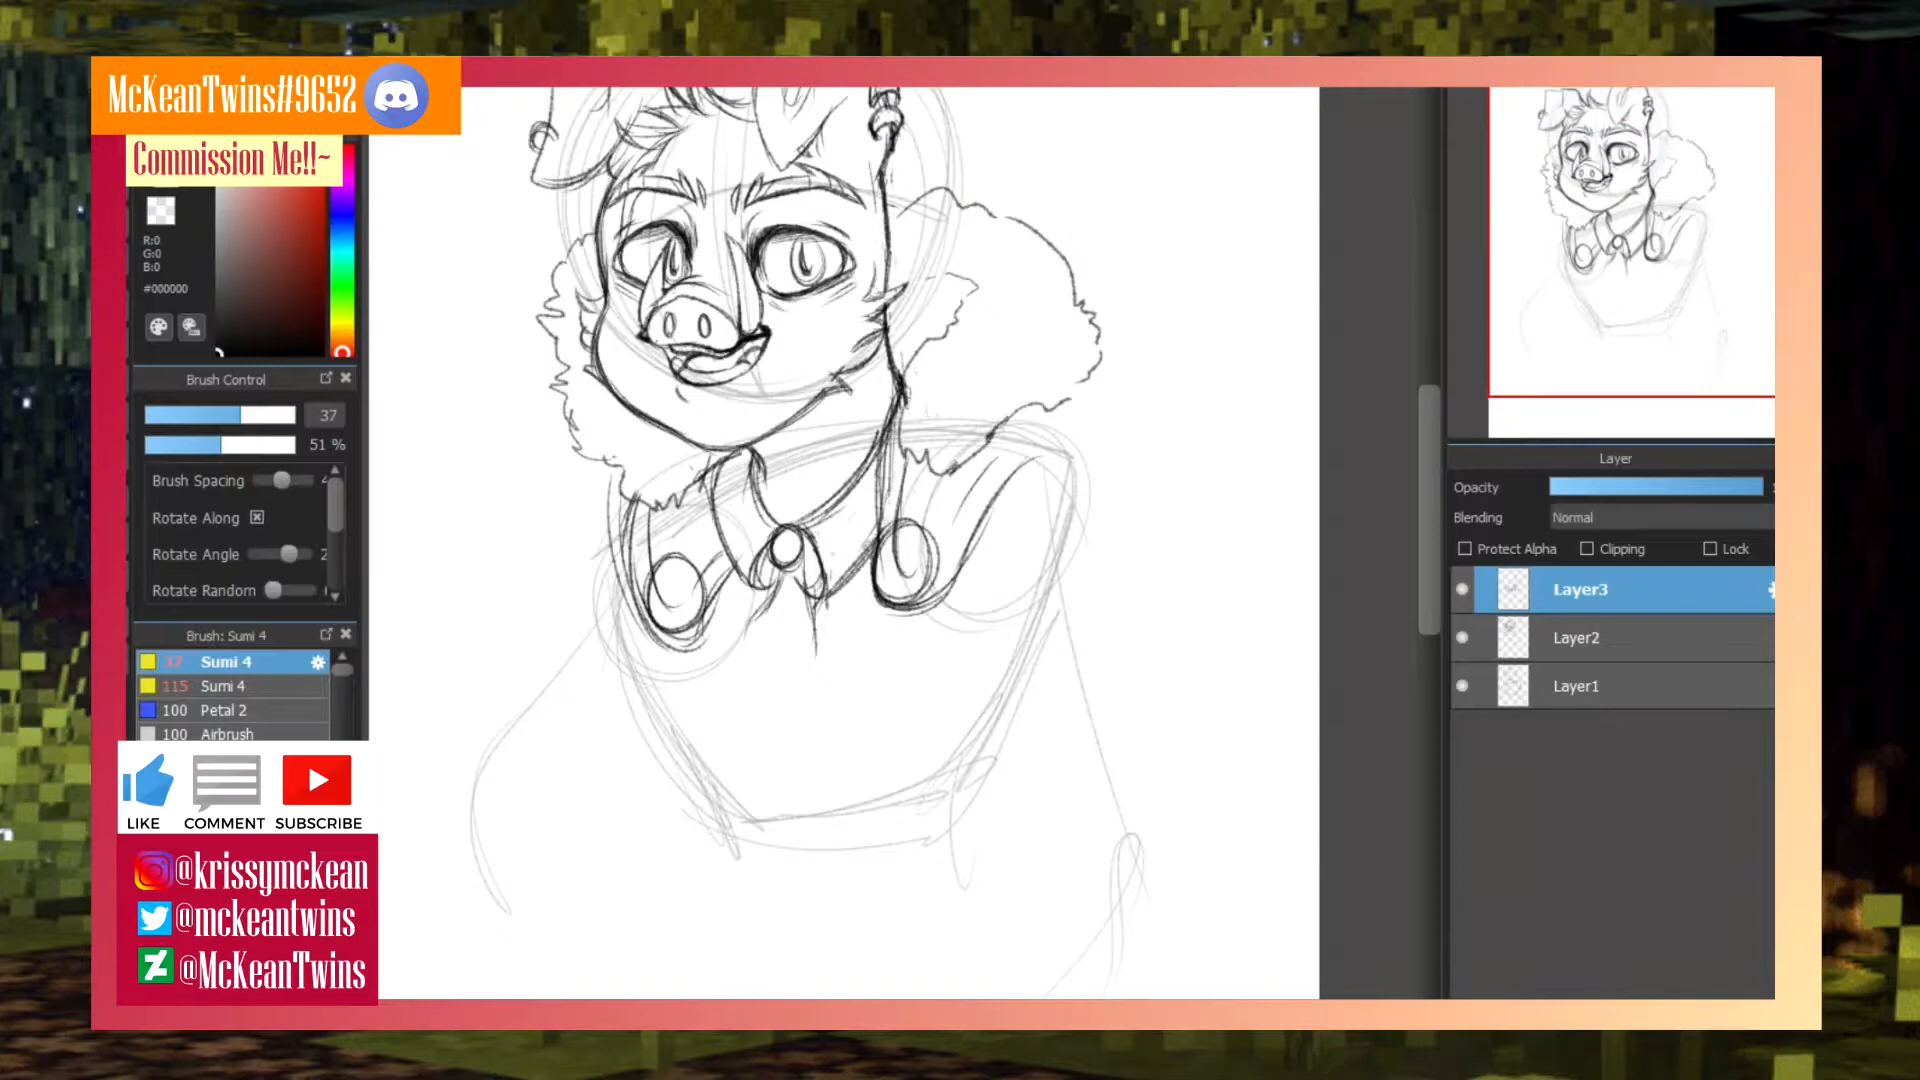 McKeanTwins#9652
Commission Me!!~
R:0
G:0
B:0
#000000
Brush Control
37
51 %
Brush Spacing
Rotate Along
Rotate Angle
Rotate Random
Brush: Sumi 4
37 Sumi 4
115 Sumi 4
100 Petal 2
100 Airbrush
LIKE COMMENT SUBSCRIBE
@krissymckean
@mckeantwins
@McKeanTwins
Layer
Opacity
Blending Normal
Protect Alpha Clipping Lock
Layer3
Layer2
Layer1